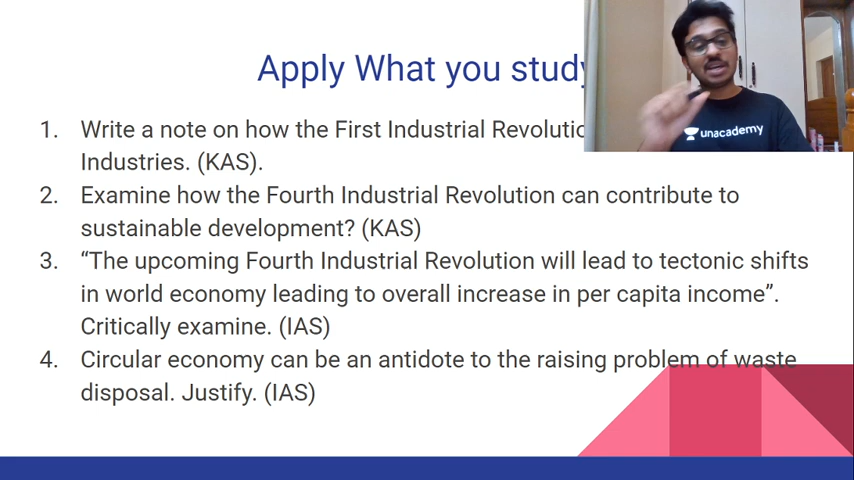 Apply What you study
1. Write a note on how the First Industrial
Industries. (KAS).
2. Examine how the Fourth Industrial Revolution can contribute to
sustainable development? (KAS)
3. “The upcoming Fourth Industrial Revolution will lead to tectonic shifts
in world economy leading to overall increase in per capita income”.
Critically examine. (IAS)
4. Circular economy can be an antidote to the raising problem of waste
disposal. Justify. (IAS)
unacademy